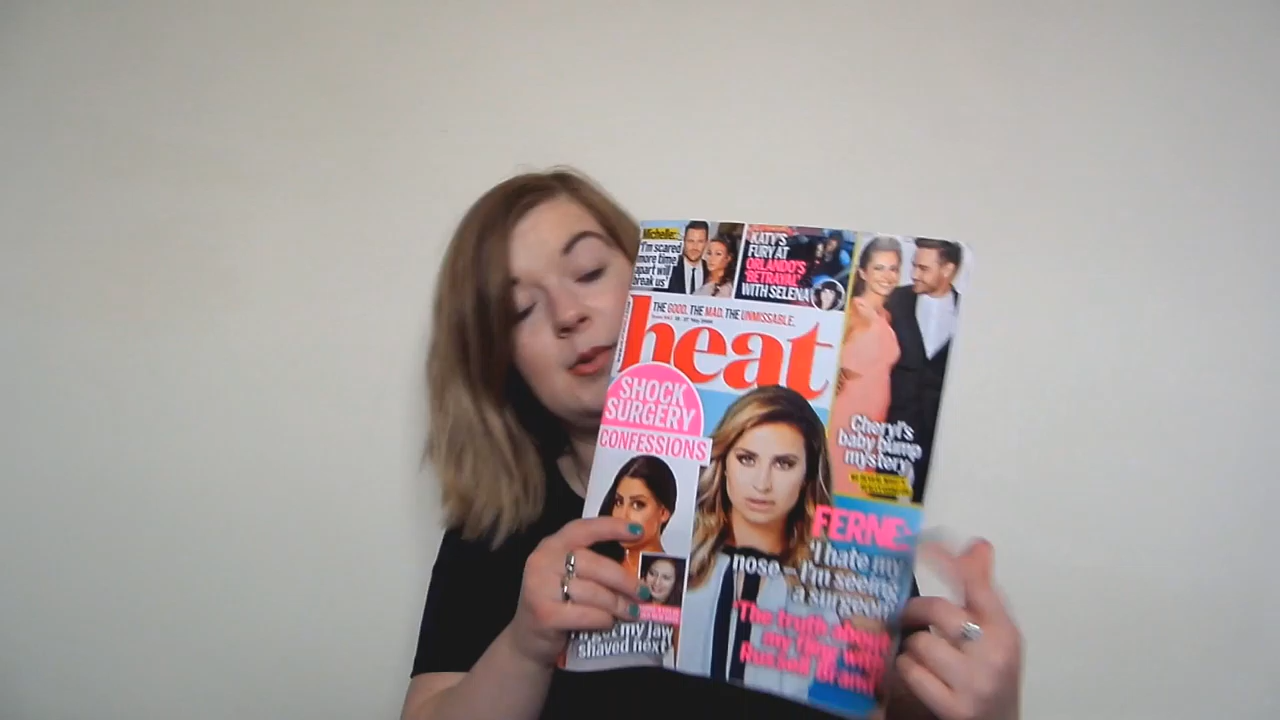 Michelle:
'I'm scared
more time
apart will
break us'
KATY'S
FURY AT
ORLANDO'S
'BETRAYAL'
WITH SELENA
THE GOOD, THE MAD, THE UNMISSABLE.
heat
SHOCK
SURGERY
CONFESSIONS
Cheryl's
baby bump
mystery
FERNE:
'I hate my
nose – I'm seeing
a surgeon'
'The truth about
my fling with
Russell Brand'
my jaw
shaved next'